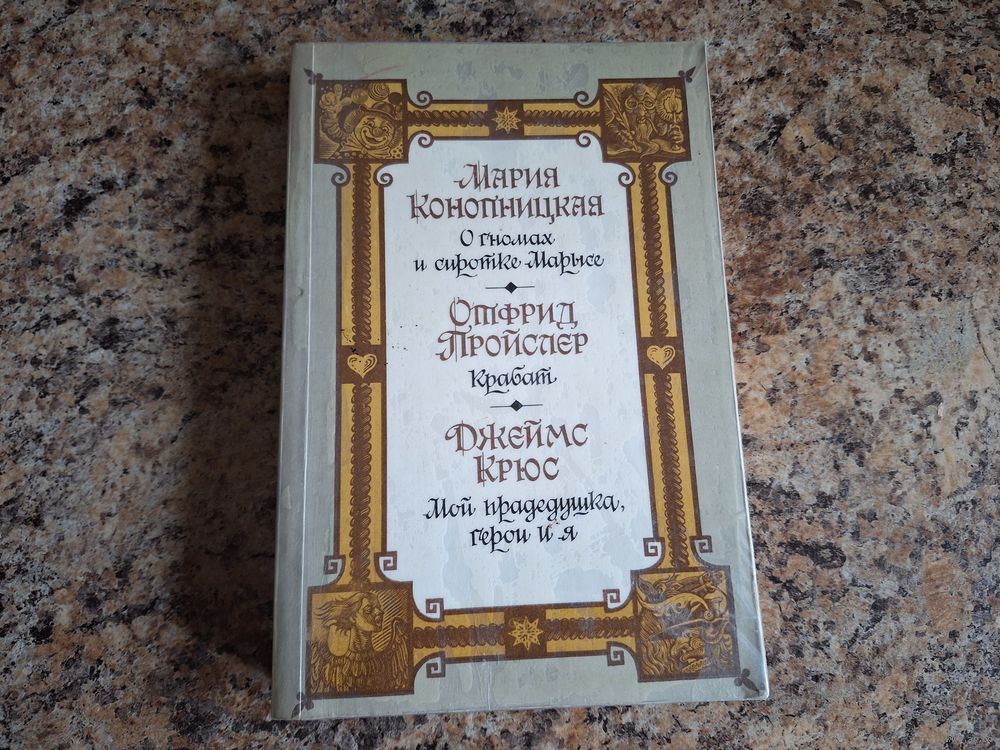 Мария
Конопницкая
О гномах
и сиротке Марысе
Отфрид
Пройслер
Крабат
Джеймс
Крюс
Мой прадедушка,
герои и я